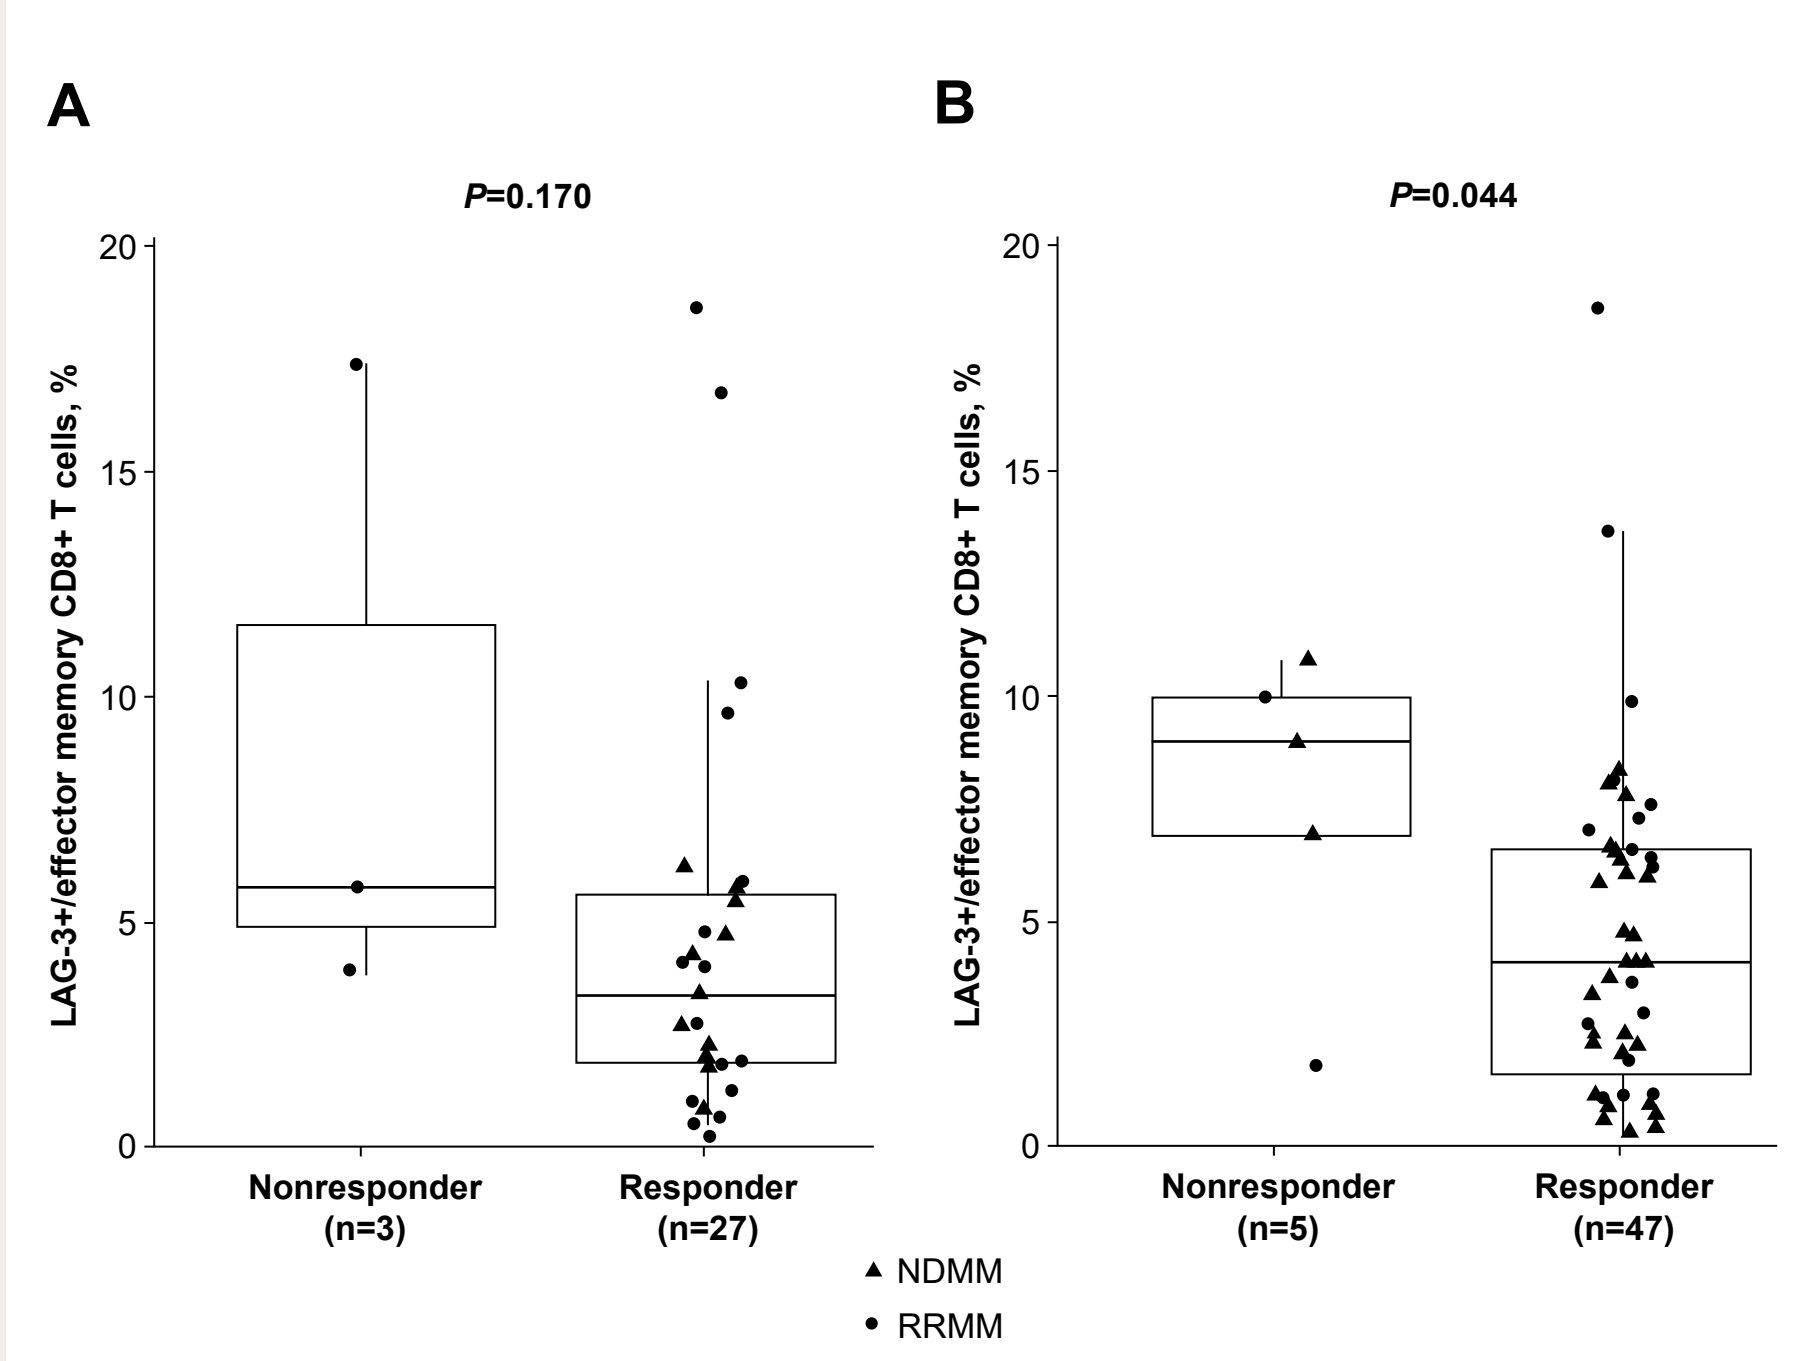 A
P=0.170
LAG-3+/effector memory CD8+ T cells, %
20
15
10
5
0
Nonresponder
(n=3)
Responder
(n=27)
B
P=0.044
LAG-3+/effector memory CD8+ T cells, %
20
15
10
5
0
Nonresponder
(n=5)
Responder
(n=47)
NDMM
RRMM